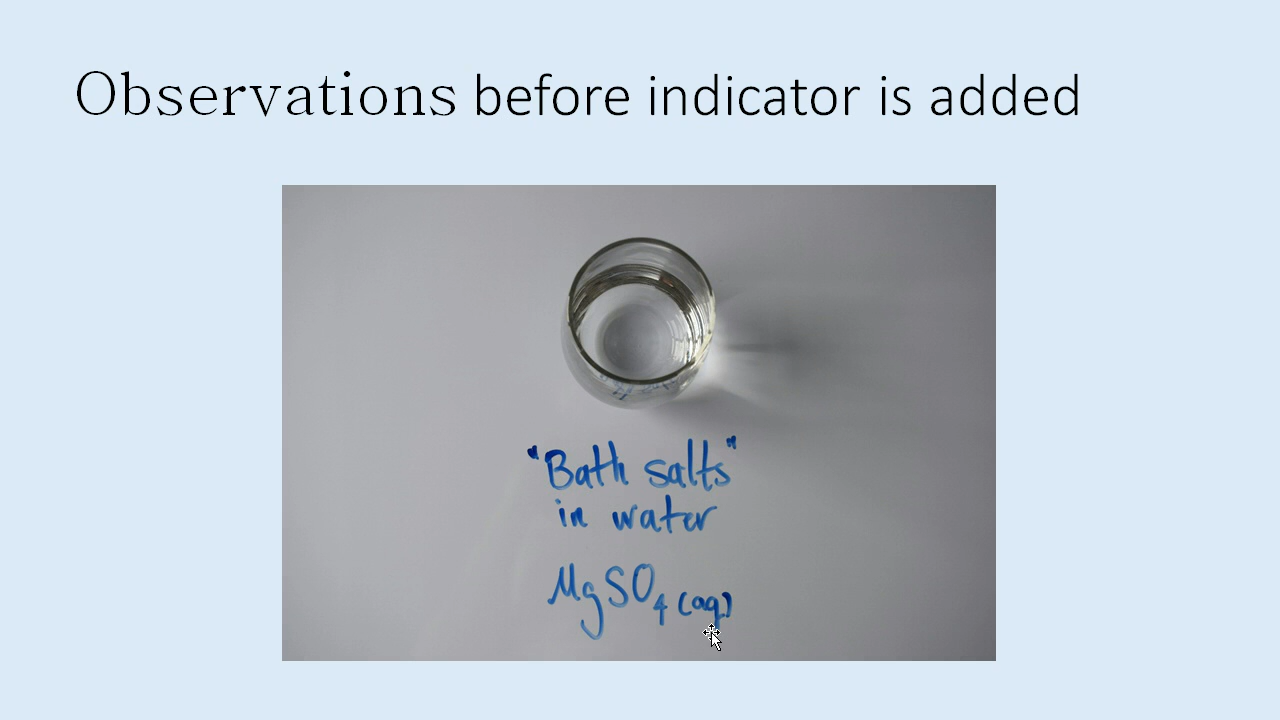 Observations before indicator is added
"Bath salts"
in water
MgSO4 (aq)